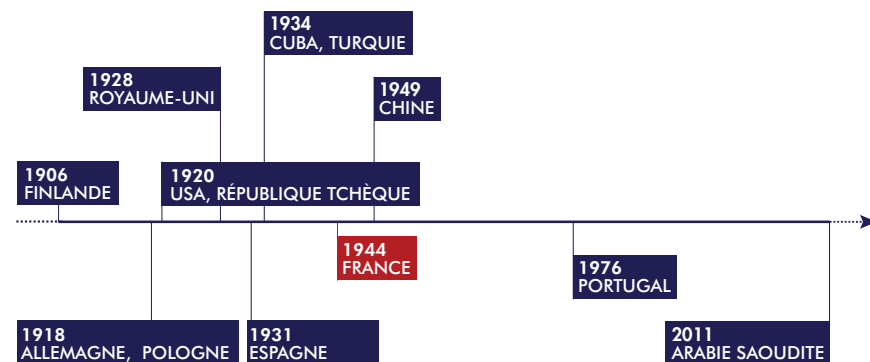 1934
CUBA, TURQUIE
1928
ROYAUME-UNI
1949
CHINE
1906
FINLANDE
1920
USA, RÉPUBLIQUE TCHÈQUE
1944
FRANCE
1976
PORTUGAL
1918
ALLEMAGNE, POLOGNE
1931
ESPAGNE
2011
ARABIE SAOUDITE